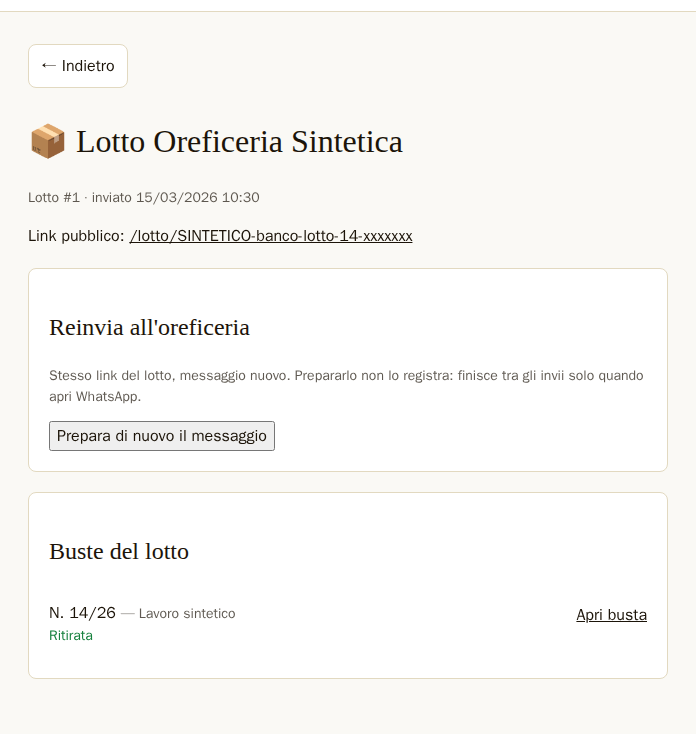 ← Indietro
📦 Lotto Oreficeria Sintetica
Lotto #1 · inviato 15/03/2026 10:30
Link pubblico: /lotto/SINTETICO-banco-lotto-14-xxxxxxx
Reinvia all'oreficeria
Stesso link del lotto, messaggio nuovo. Prepararlo non lo registra: finisce tra gli invii solo quando
apri WhatsApp.
Prepara di nuovo il messaggio
Buste del lotto
N. 14/26 — Lavoro sintetico
Apri busta
Ritirata